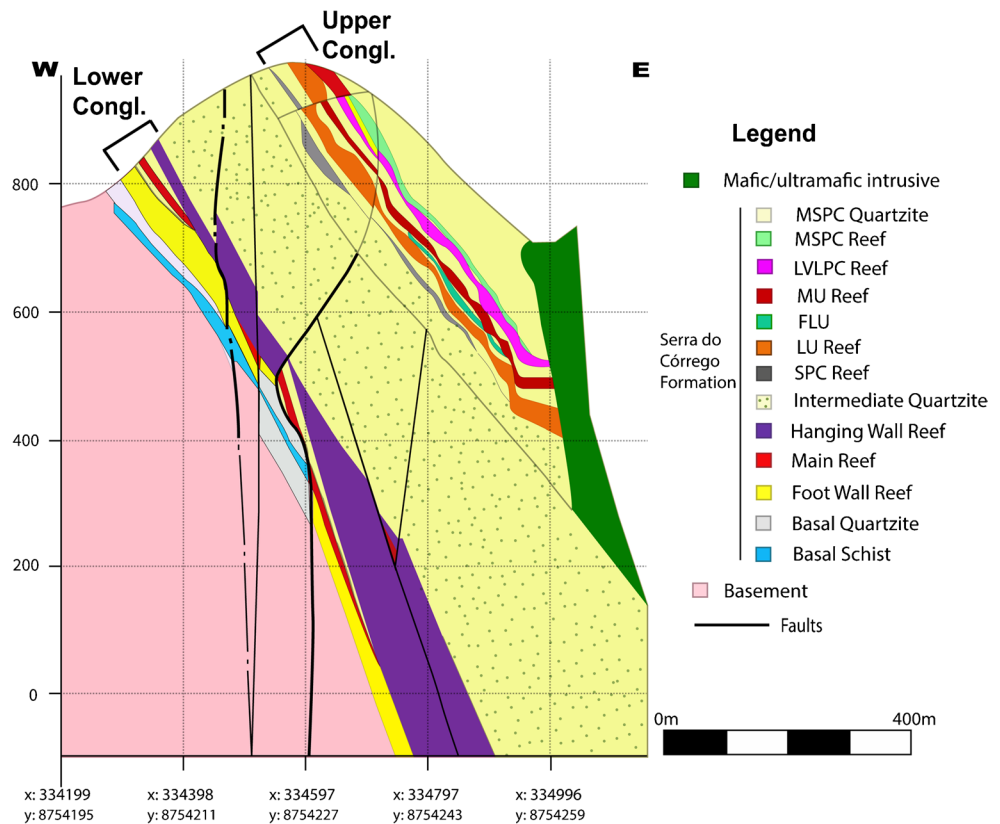 Upper
Congl.
W
E
Lower
Congl.
800
600
400
200
0
x: 334199
y: 8754195
x: 334398
y: 8754211
x: 334597
y: 8754227
x: 334797
y: 8754243
x: 334996
y: 8754259
Legend
Mafic/ultramafic intrusive
MSPC Quartzite
MSPC Reef
LVLPC Reef
MU Reef
FLU
LU Reef
SPC Reef
Intermediate Quartzite
Hanging Wall Reef
Main Reef
Foot Wall Reef
Basal Quartzite
Basal Schist
Serra do
Córrego
Formation
Basement
Faults
0m
400m